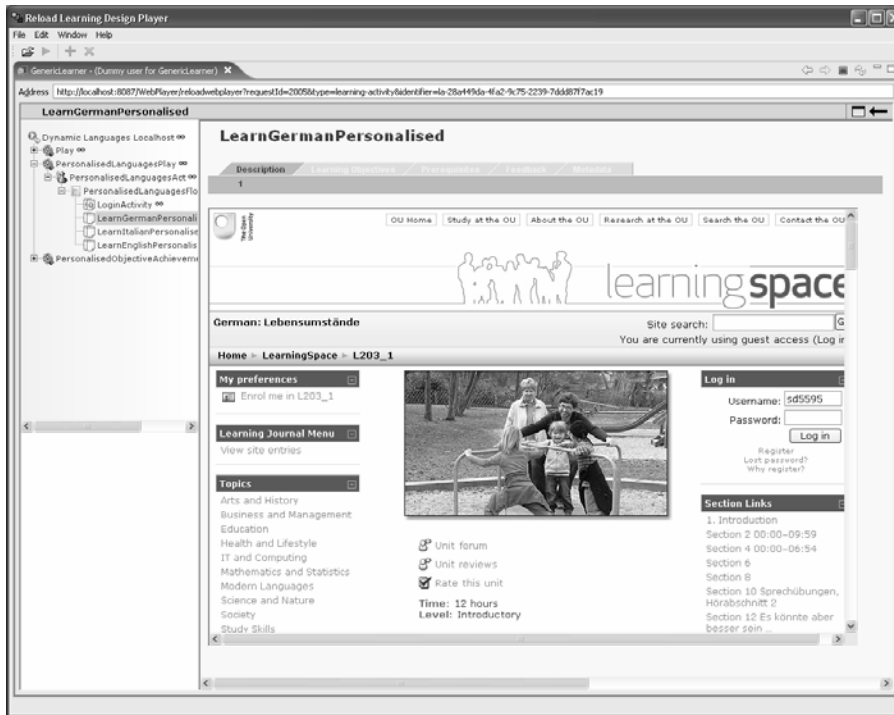 Reload Learning Design Player
File Edit Window Help
GenericLearner - (Dummy user for GenericLearner)
Address http://localhost:8087/WebPlayer/reloadwebplayer?requestId=2005&type=learning-activity&identifier=la-28a449da-4fa2-9c75-2239-7ddd87f7ac19
LearnGermanPersonalised
Dynamic Languages Localhost
Play
PersonalisedLanguagesPlay
PersonalisedLanguagesAct
PersonalisedLanguagesFlo
LoginActivity
LearnGermanPersonali
LearnItalianPersonalise
LearnEnglishPersonalis
PersonalisedObjectiveAchieveme
LearnGermanPersonalised
Description Learning Objectives Prerequisites Feedback Metadata
1
The Open University
OU Home Study at the OU About the OU Research at the OU Search the OU Contact the OU
learningspace
German: Lebensumstände
Site search: G
You are currently using guest access (Log in
Home LearningSpace L203_1
My preferences
Enrol me in L203_1
Learning Journal Menu
View site entries
Topics
Arts and History
Business and Management
Education
Health and Lifestyle
IT and Computing
Mathematics and Statistics
Modern Languages
Science and Nature
Society
Study Skills
Unit forum
Unit reviews
Rate this unit
Time: 12 hours
Level: Introductory
Log in
Username: sd5595
Password:
Log in
Register
Lost password?
Why register?
Section Links
1. Introduction
Section 2 00:00-09:59
Section 4 00:00-06:54
Section 6
Section 8
Section 10 Sprechübungen,
Hörabschnitt 2
Section 12 Es könnte aber
besser sein ...